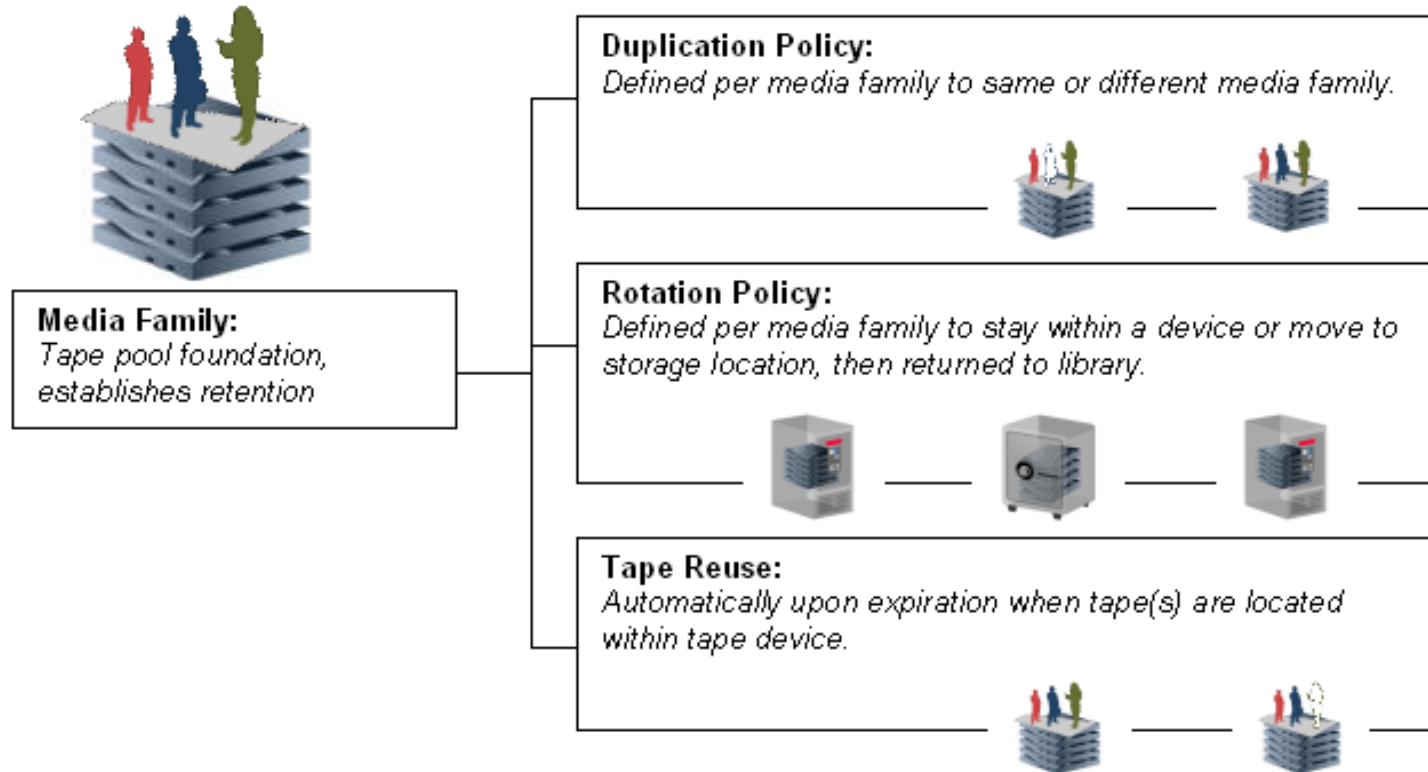 Duplication Policy:
Defined per media family to same or different media family.
Media Family:
Tape pool foundation,
establishes retention
Rotation Policy:
Defined per media family to stay within a device or move to
storage location, then returned to library.
Tape Reuse:
Automatically upon expiration when tape(s) are located
within tape device.